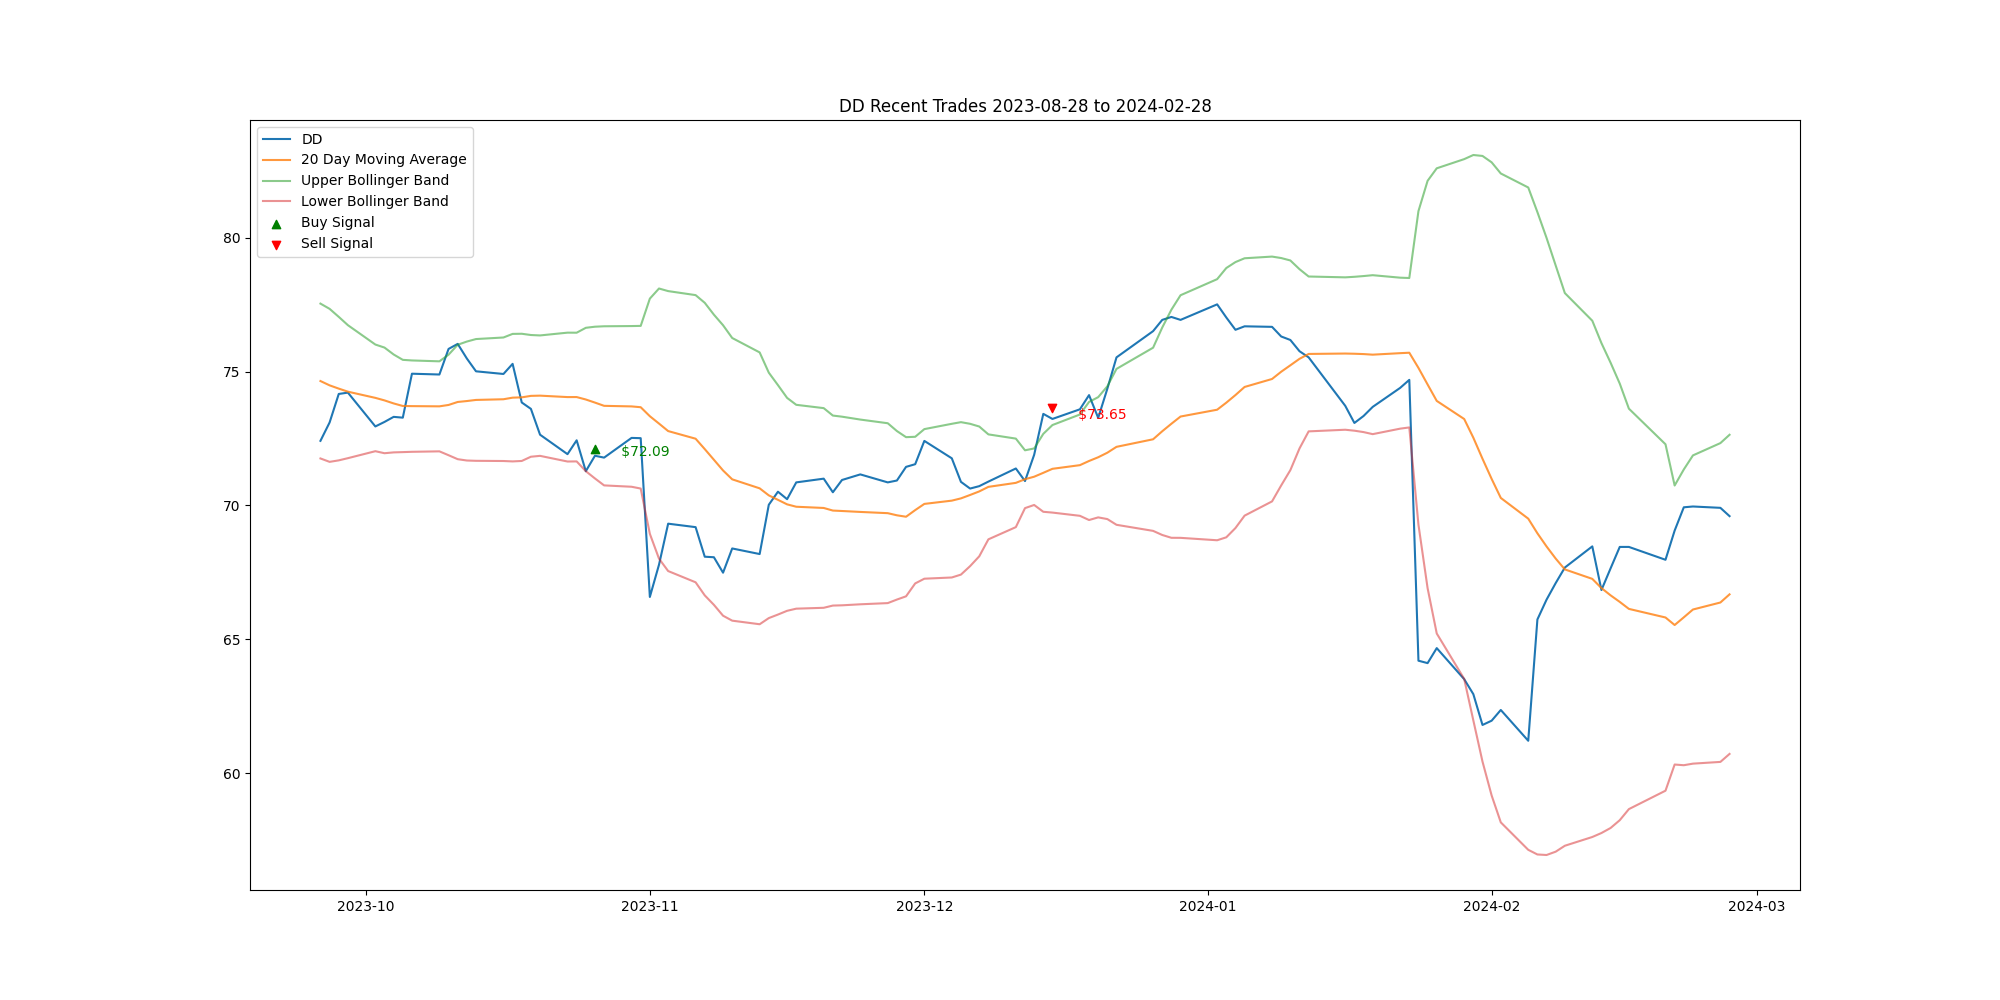 DD Recent Trades 2023-08-28 to 2024-02-28
DD
20 Day Moving Average
Upper Bollinger Band
Lower Bollinger Band
Buy Signal
Sell Signal
80
75
70
65
60
$72.09
$73.65
2023-10
2023-11
2023-12
2024-01
2024-02
2024-03